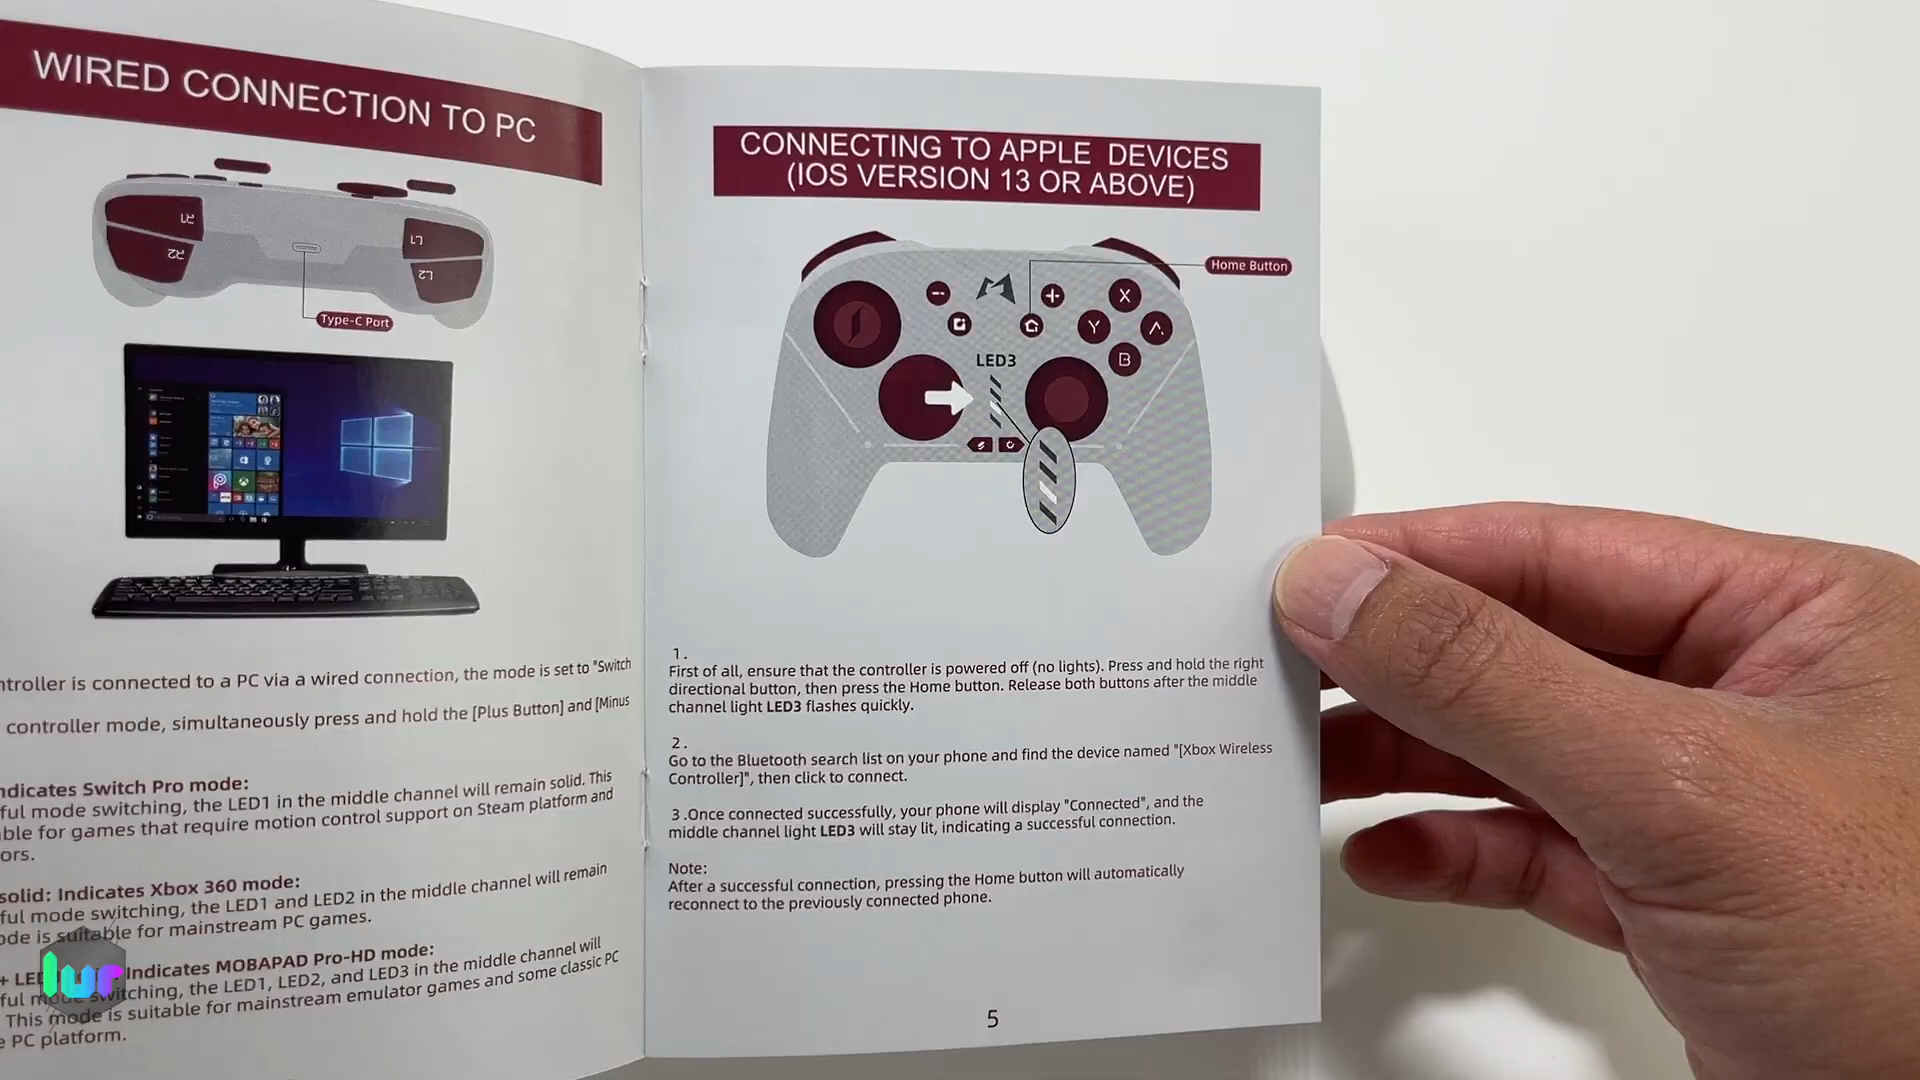 WIRED CONNECTION TO PC
R1
R2
L1
L2
Type-C Port
ntroller is connected to a PC via a wired connection, the mode is set to "Switch
controller mode, simultaneously press and hold the [Plus Button] and [Minus
ndicates Switch Pro mode:
ful mode switching, the LED1 in the middle channel will remain solid. This
ble for games that require motion control support on Steam platform and
ors.
solid: Indicates Xbox 360 mode:
ful mode switching, the LED1 and LED2 in the middle channel will remain
ode is suitable for mainstream PC games.
+ LED Indicates MOBAPAD Pro-HD mode:
ful mode switching, the LED1, LED2, and LED3 in the middle channel will
This mode is suitable for mainstream emulator games and some classic PC
e PC platform.
lur
CONNECTING TO APPLE DEVICES
(IOS VERSION 13 OR ABOVE)
Home Button
X
Y
A
B
LED3
1.
First of all, ensure that the controller is powered off (no lights). Press and hold the right
directional button, then press the Home button. Release both buttons after the middle
channel light LED3 flashes quickly.
2.
Go to the Bluetooth search list on your phone and find the device named "[Xbox Wireless
Controller]", then click to connect.
3.Once connected successfully, your phone will display "Connected", and the
middle channel light LED3 will stay lit, indicating a successful connection.
Note:
After a successful connection, pressing the Home button will automatically
reconnect to the previously connected phone.
5